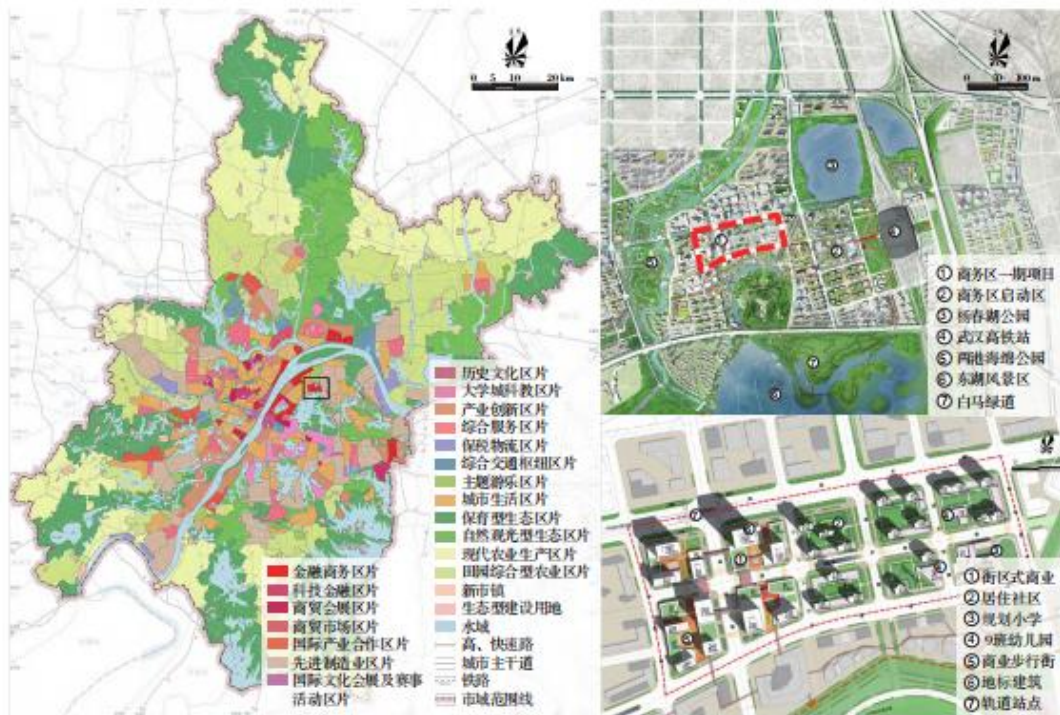 0 5 10 20 km
历史文化区片
大学城科教区片
产业创新区片
综合服务区片
保税物流区片
综合交通枢纽区片
主题游乐区片
城市生活区片
保育型生态区片
自然观光型生态区片
现代农业生产区片
田园综合型农业区片
新市镇
生态型建设用地
水域
高、快速路
城市主干道
铁路
市域范围线
金融商务区片
科技金融区片
商贸会展区片
商贸市场区片
国际产业合作区片
先进制造业区片
国际文化会展及赛事
活动区片
0 50 100 m
①商务区一期项目
②商务区启动区
③杨春湖公园
④武汉高铁站
⑤两港海绵公园
⑥东湖风景区
⑦白马绿道
①街区式商业
②居住社区
③规划小学
④9班幼儿园
⑤商业步行街
⑥地标建筑
⑦轨道站点